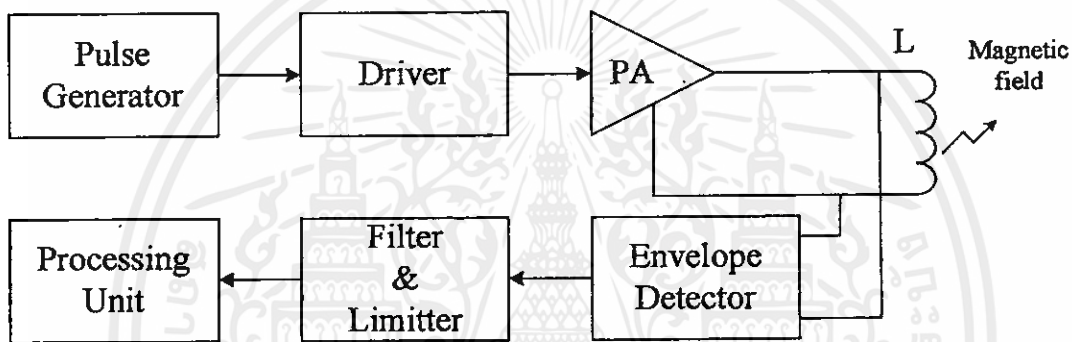 Pulse
Generator
Driver
PA
L
Magnetic
field
Processing
Unit
Filter
&
Limitter
Envelope
Detector